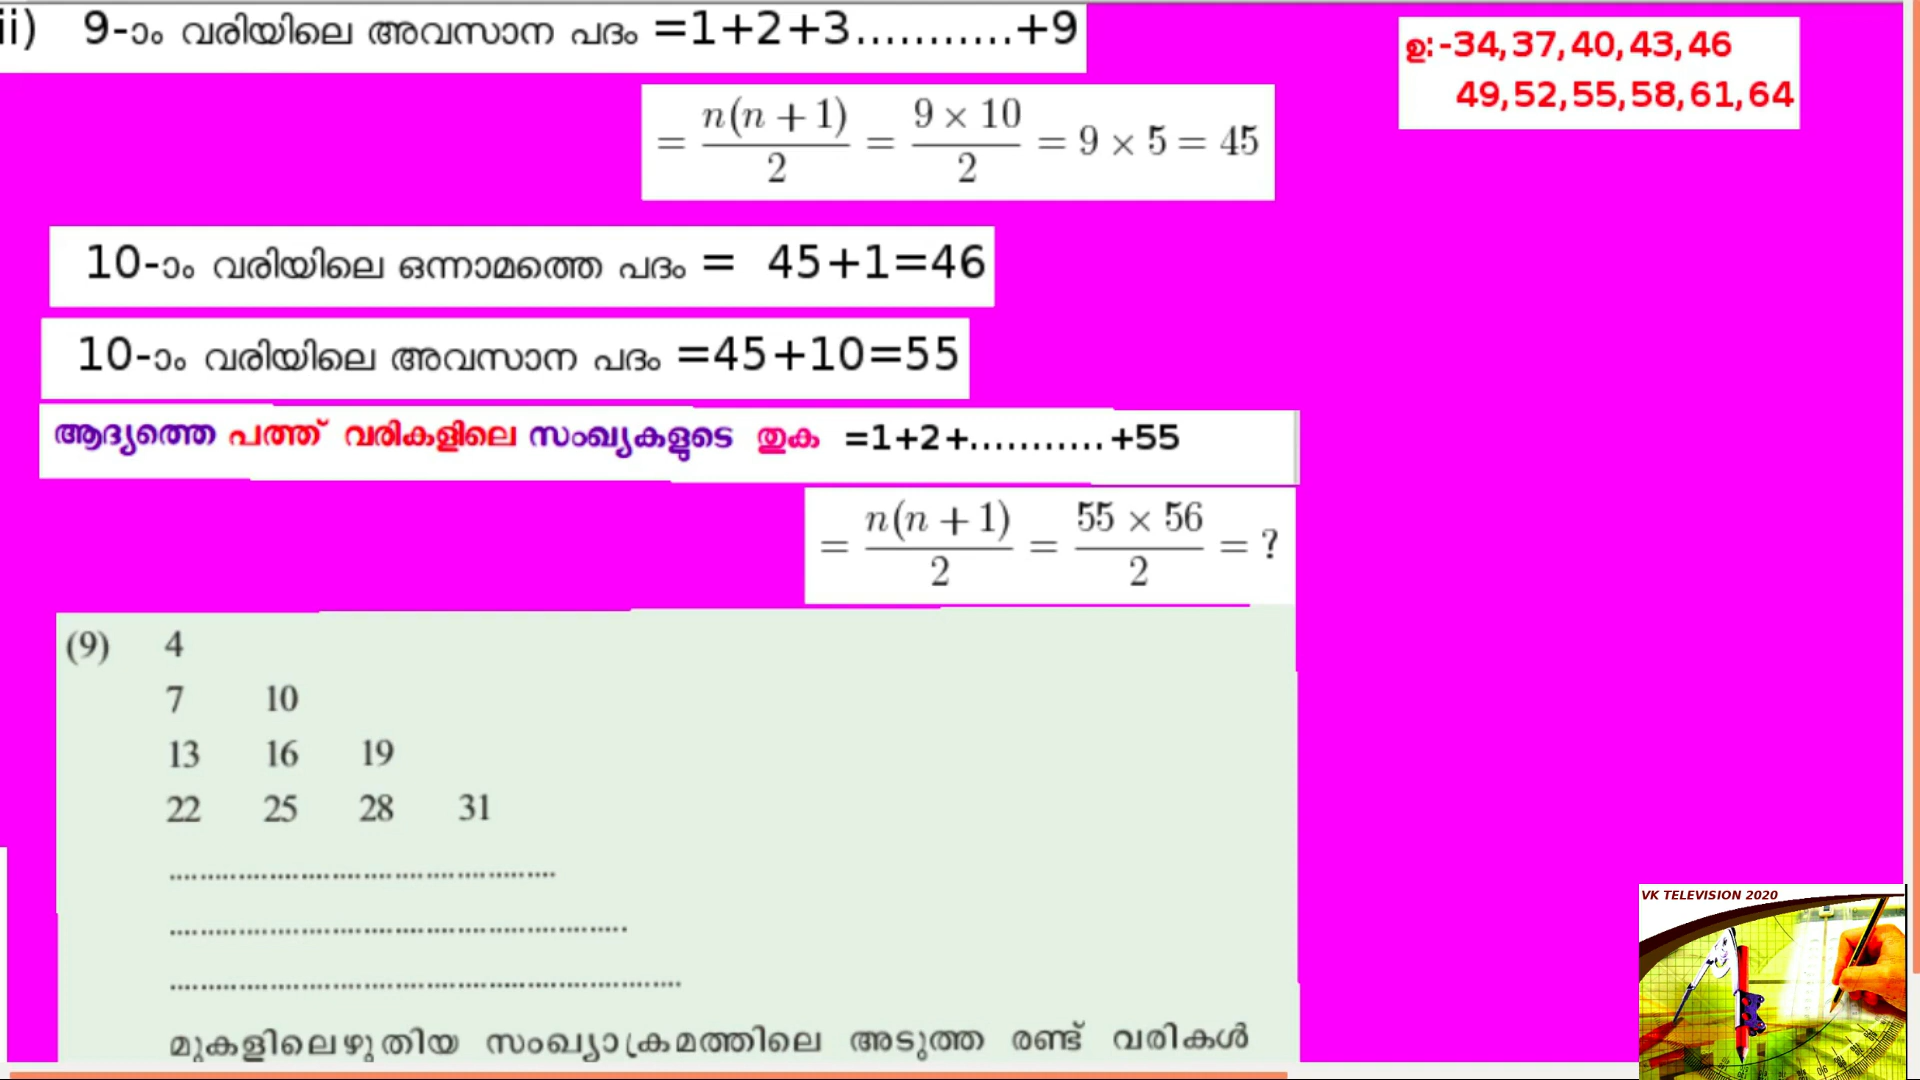 ii) 9-ാം വരിയിലെ അവസാന പദം =1+2+3...........+9
= n(n + 1)/2 = 9 × 10/2 = 9 × 5 = 45
10-ാം വരിയിലെ ഒന്നാമത്തെ പദം = 45+1=46
10-ാം വരിയിലെ അവസാന പദം =45+10=55
ആദ്യത്തെ പത്ത് വരികളിലെ സംഖ്യകളുടെ തുക =1+2+...........+55
= n(n + 1)/2 = 55 × 56/2 = ?
(9) 4
7 10
13 16 19
22 25 28 31
..................................................
..........................................................
.................................................................
മുകളിലെഴുതിയ സംഖ്യാക്രമത്തിലെ അടുത്ത രണ്ട് വരികൾ
ഉ:-34,37,40,43,46
49,52,55,58,61,64
VK TELEVISION 2020